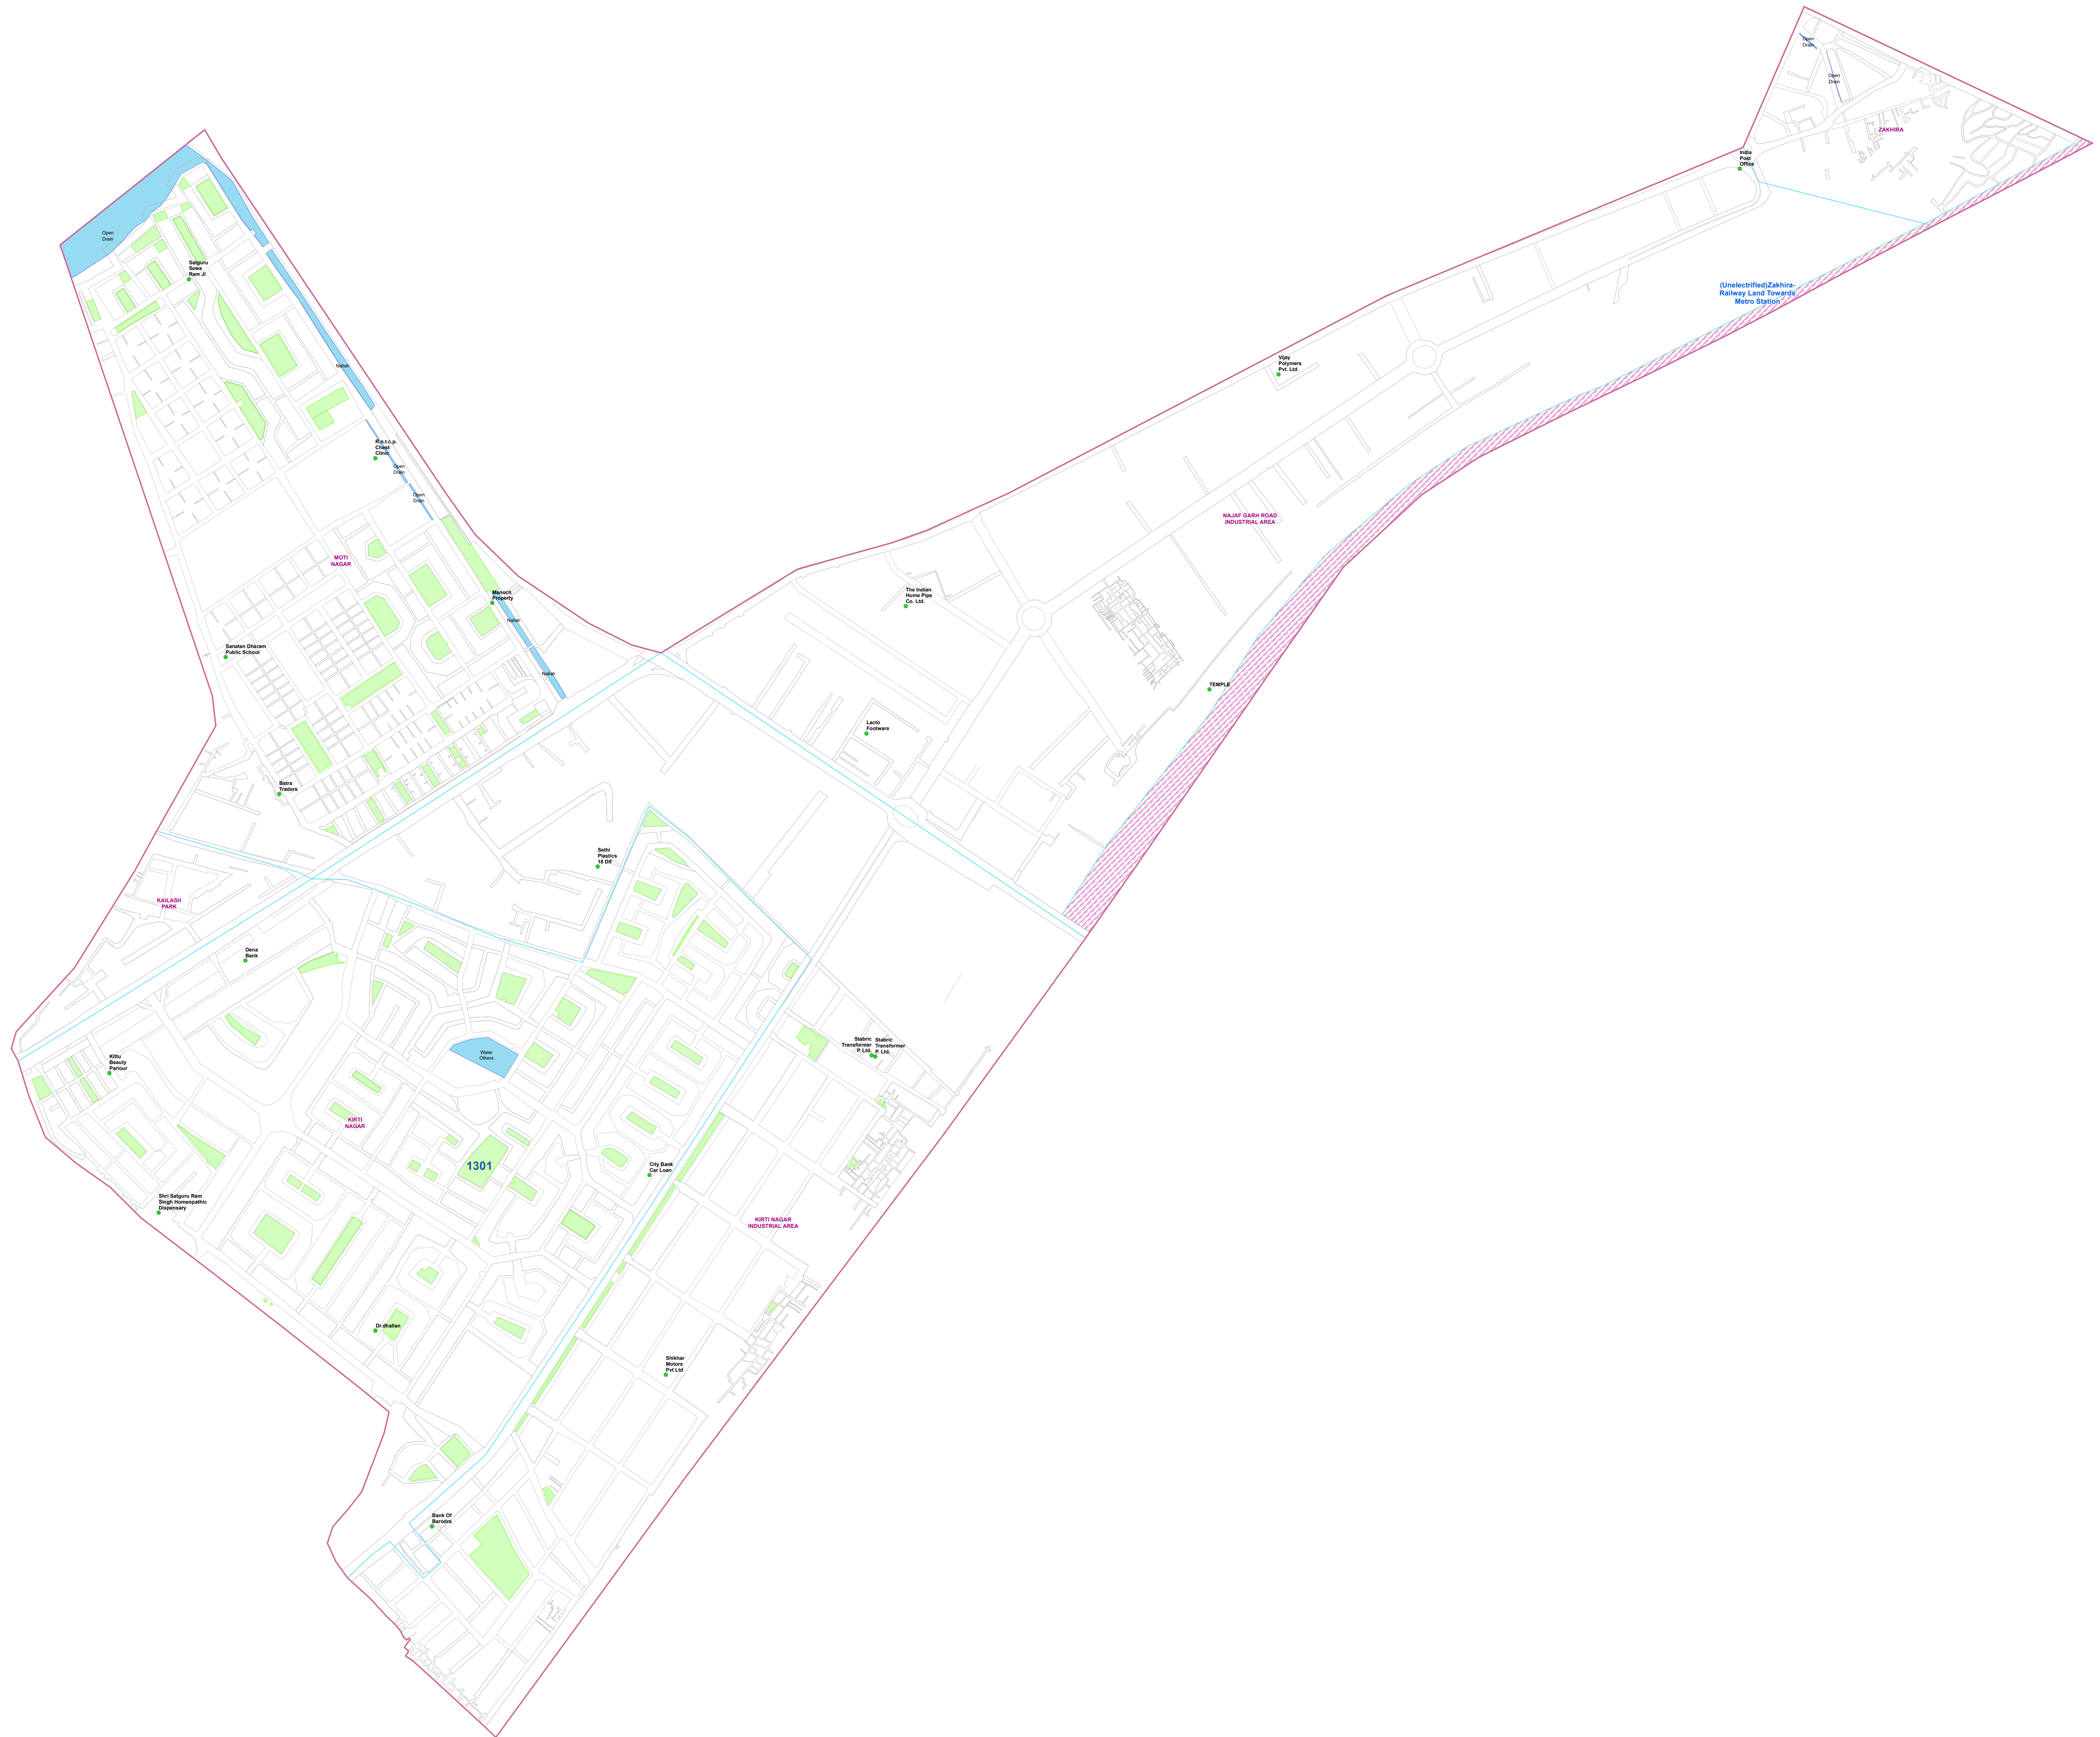 Open
Drain
Open
Drain
ZAKHIRA
India
Post
Office
Open
Drain
Satguru
Sewa
Ram Ji
(Unelectrified)Zakhira-
Railway Land Towards
Metro Station
Nallah
Vijay
Polymers
Pvt. Ltd.
R.n.t.c.p.
Chest
Clinic
Open
Drain
Open
Drain
NAJAF GARH ROAD
INDUSTRIAL AREA
MOTI
NAGAR
Manoch
Property
The Indian
Hume Pipe
Co. Ltd.
Nallah
Sanatan Dharam
Public School
Nallah
TEMPLE
Lacto
Footware
Batra
Traders
Sethi
Plastics
18 Dlf
KAILASH
PARK
Dena
Bank
Stabric
Transformer
P. Ltd.
Stabric
Transformer
P. Ltd.
Water
Others
Kittu
Beauty
Parlour
KIRTI
NAGAR
1301
City Bank
Car Loan
Shri Satguru Ram
Singh Homeopathic
Dispensary
KIRTI NAGAR
INDUSTRIAL AREA
Dr.dhallan
Shikhar
Motors
Pvt Ltd
Bank Of
Barodra